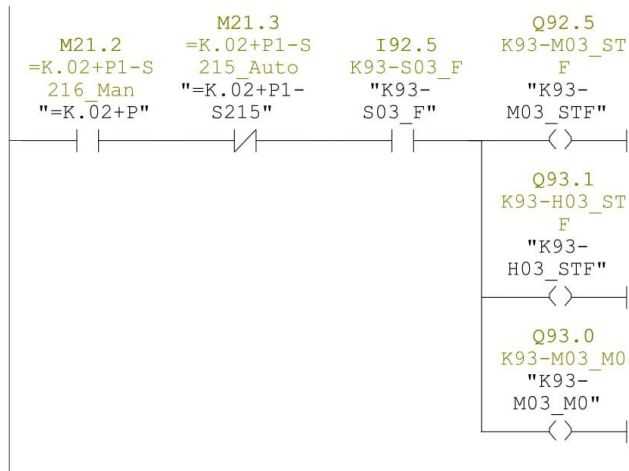 M21.2
=K.02+P1-S
216_Man
"=K.02+P"
M21.3
=K.02+P1-S
215_Auto
"=K.02+P1-
S215"
I92.5
K93-S03_F
"K93-
S03_F"
Q92.5
K93-M03_ST
F
"K93-
M03_STF"
Q93.1
K93-H03_ST
F
"K93-
H03_STF"
Q93.0
K93-M03_M0
"K93-
M03_M0"